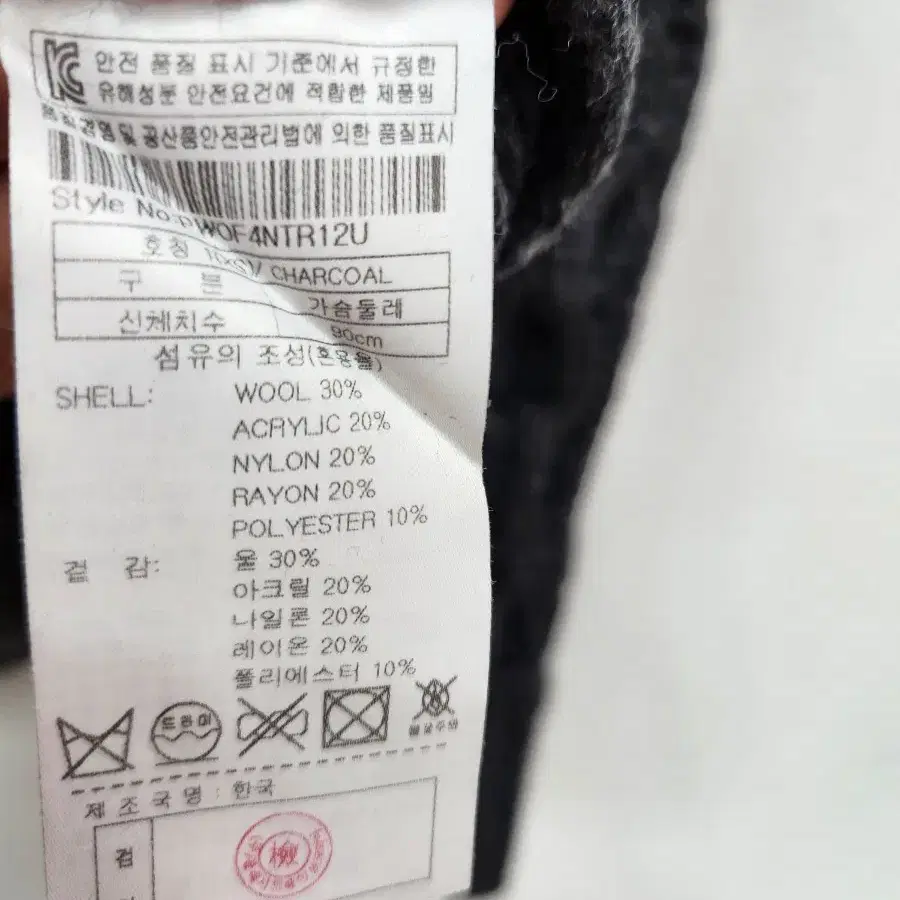 안전 품질 표시 기준에서 규정한
유해성분 안전요건에 적합한 제품임
및 공산품안전관리법에 의한 품질표시
Style No:PWOF4NTR12U
호칭 CHARCOAL
구 분 가슴둘레
신체치수 90cm
섬유의 조성(혼용율)
SHELL: WOOL 30%
ACRYLIC 20%
NYLON 20%
RAYON 20%
POLYESTER 10%
겉 감: 울 30%
아크릴 20%
나일론 20%
레이온 20%
폴리에스터 10%
드라이
제조국명 : 한국
검
檢